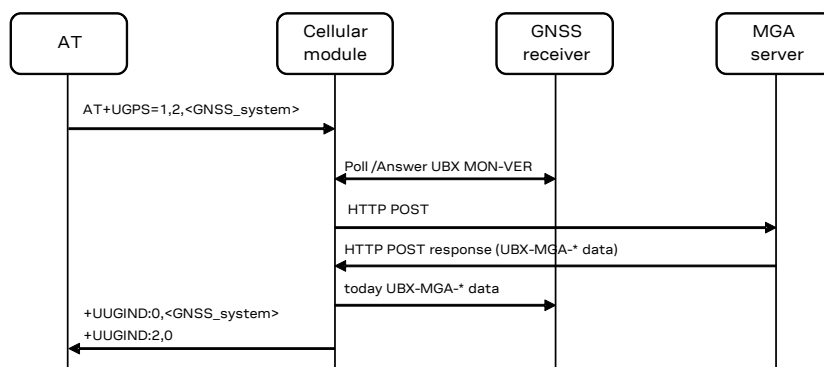 AT
Cellular
module
GNSS
receiver
MGA
server
AT+UGPS=1,2,<GNSS_system>
Poll /Answer UBX MON-VER
HTTP POST
HTTP POST response (UBX-MGA-* data)
today UBX-MGA-* data
+UUGIND:0,<GNSS_system>
+UUGIND:2,0